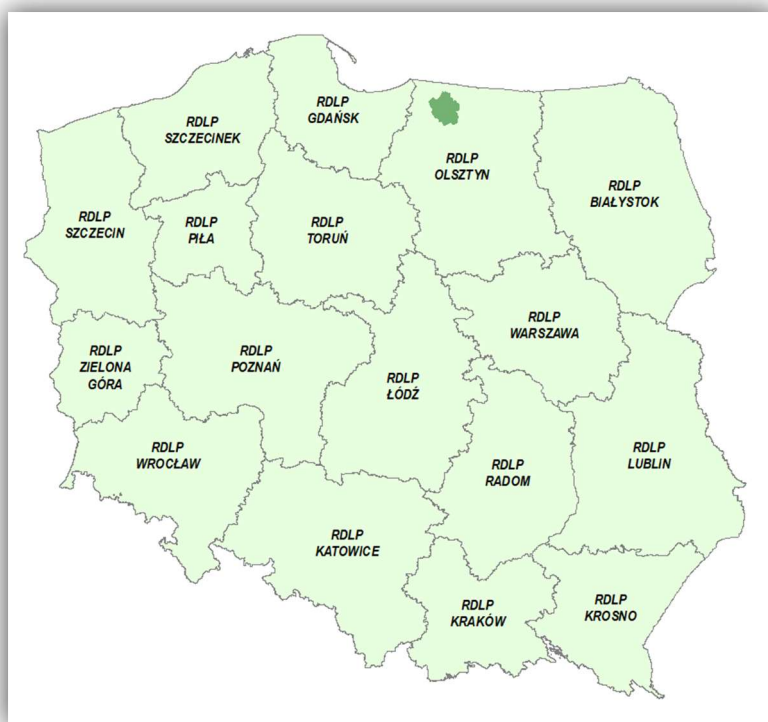 RDLP
GDAŃSK
RDLP
SZCZECINEK
RDLP
OLSZTYN
RDLP
BIAŁYSTOK
RDLP
SZCZECIN
RDLP
PIŁA
RDLP
TORUŃ
RDLP
WARSZAWA
RDLP
ZIELONA
GÓRA
RDLP
POZNAŃ
RDLP
ŁÓDŹ
RDLP
WROCŁAW
RDLP
RADOM
RDLP
LUBLIN
RDLP
KATOWICE
RDLP
KRAKÓW
RDLP
KROSNO